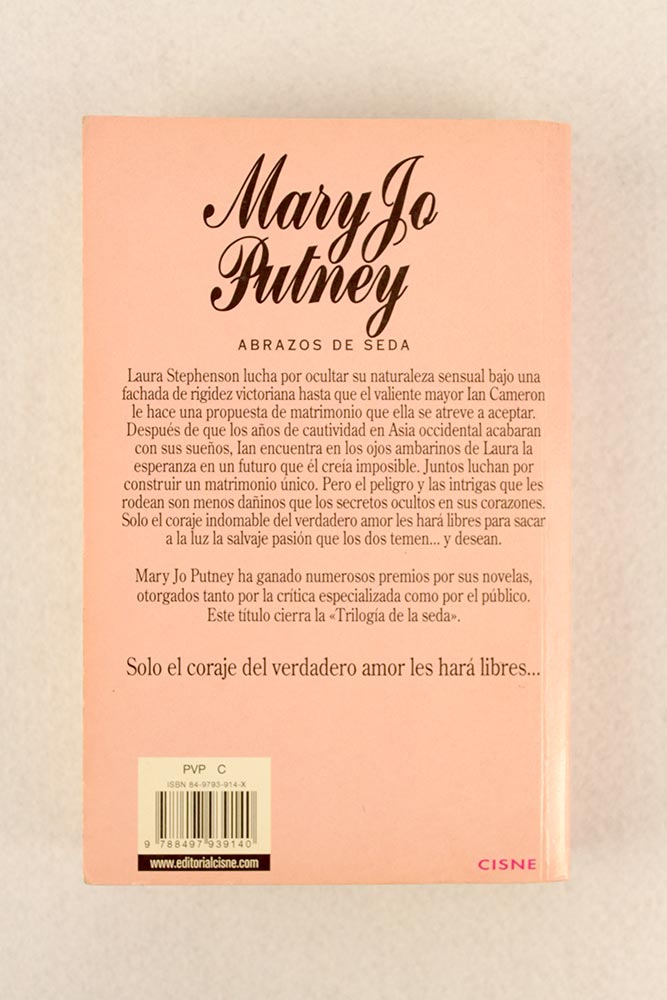 Mary Jo
Putney
ABRAZOS DE SEDA
Laura Stephenson lucha por ocultar su naturaleza sensual bajo una
fachada de rigidez victoriana hasta que el valiente mayor Ian Cameron
le hace una propuesta de matrimonio que ella se atreve a aceptar.
Después de que los años de cautividad en Asia occidental acabaran
con sus sueños, Ian encuentra en los ojos ambarinos de Laura la
esperanza en un futuro que él creía imposible. Juntos luchan por
construir un matrimonio único. Pero el peligro y las intrigas que les
rodean son menos dañinos que los secretos ocultos en sus corazones.
Solo el coraje indomable del verdadero amor les hará libres para sacar
a la luz la salvaje pasión que los dos temen... y desean.
Mary Jo Putney ha ganado numerosos premios por sus novelas,
otorgados tanto por la crítica especializada como por el público.
Este título cierra la «Trilogía de la seda».
Solo el coraje del verdadero amor les hará libres...
PVP C
ISBN 84-9793-914-X
9 788497 939140
www.editorialcisne.com
CISNE